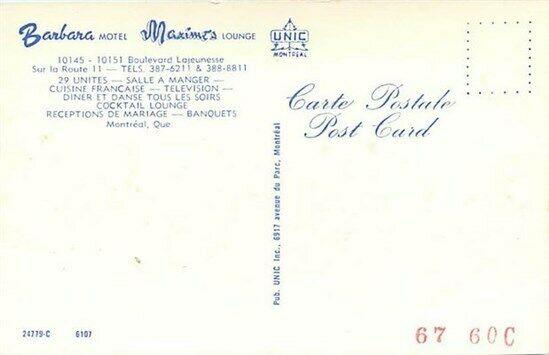 Barbara MOTEL Maxime's LOUNGE
10145 - 10151 Boulevard Lajeunesse
Sur la Route 11 — TELS. 387-6211 & 388-8811
29 UNITES — SALLE A MANGER —
CUISINE FRANCAISE — TELEVISION —
DINER ET DANSE TOUS LES SOIRS
COCKTAIL LOUNGE
RECEPTIONS DE MARIAGE — BANQUETS
Montréal, Que.
UNIC
MONTRÉAL
Carte Postale
Post Card
Pub. UNIC Inc., 6917 avenue du Parc, Montréal
24779-C 6107
67 60C